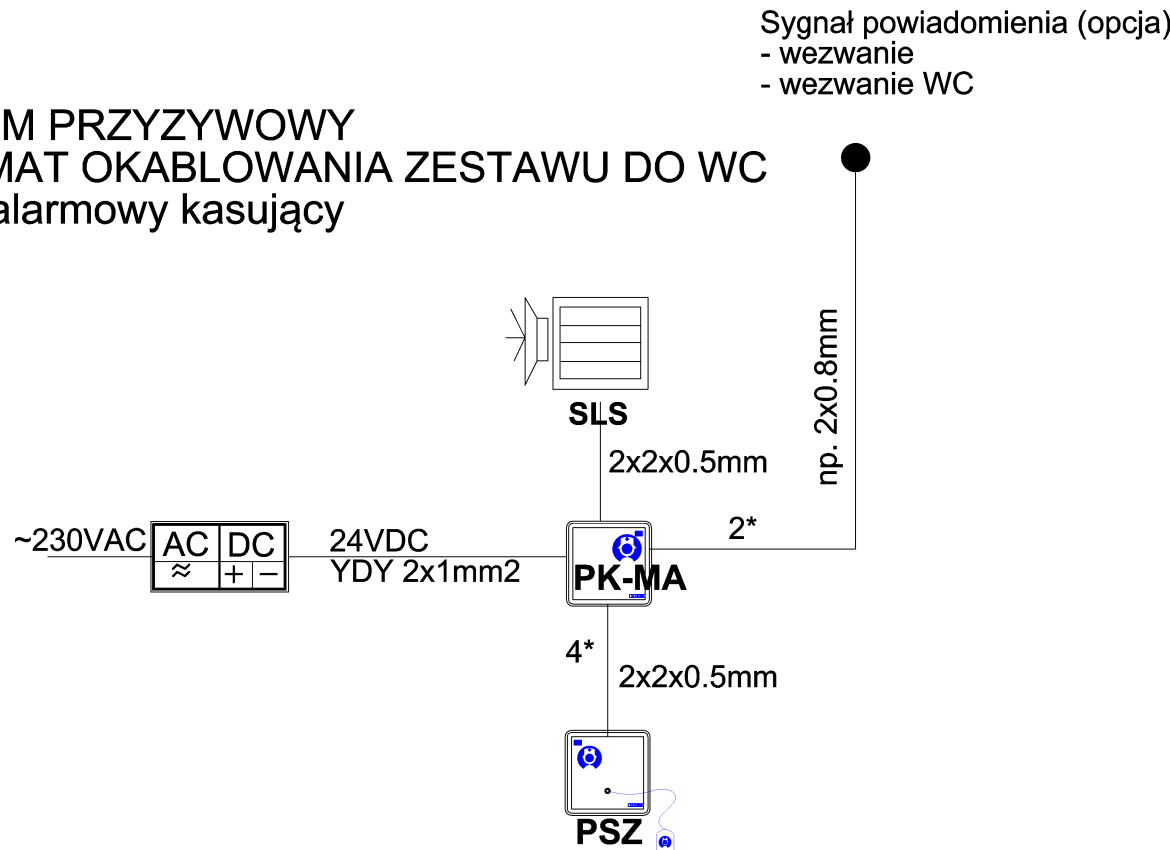 Sygnał powiadomienia (opcja)
- wezwanie
- wezwanie WC
M PRZYZYWOWY
MAT OKABLOWANIA ZESTAWU DO WC
alarmowy kasujący
SLS
2x2x0.5mm
np. 2x0.8mm
~230VAC
AC DC
≈
+ −
24VDC
YDY 2x1mm2
2*
PK-MA
4*
2x2x0.5mm
PSZ